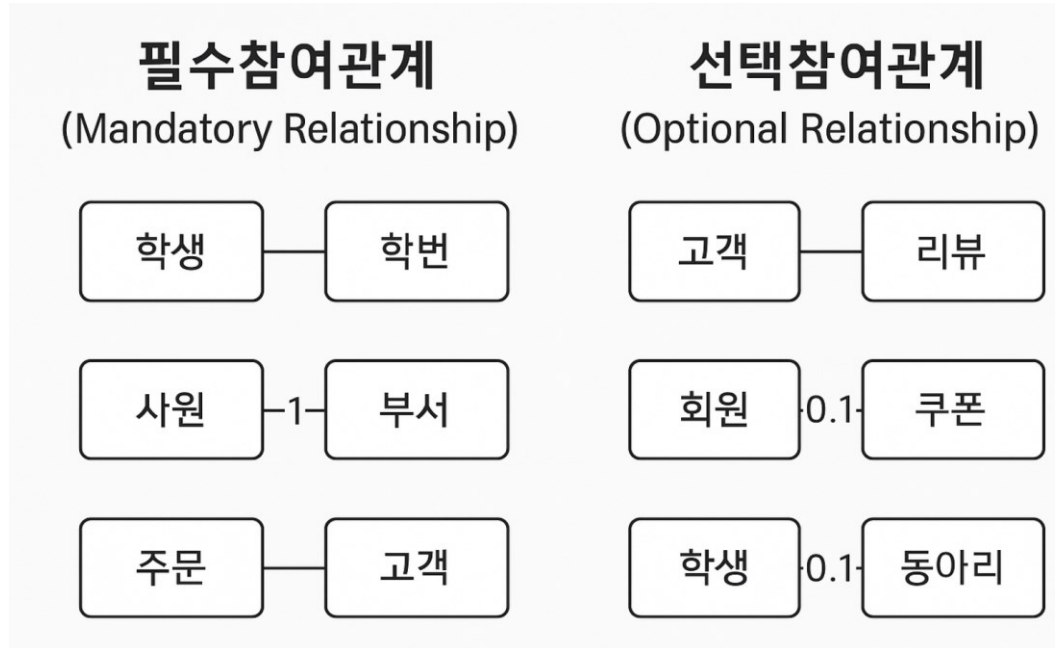 필수참여관계
(Mandatory Relationship)
학생 학번
사원 1 부서
주문 고객
선택참여관계
(Optional Relationship)
고객 리뷰
회원 0.1 쿠폰
학생 0.1 동아리